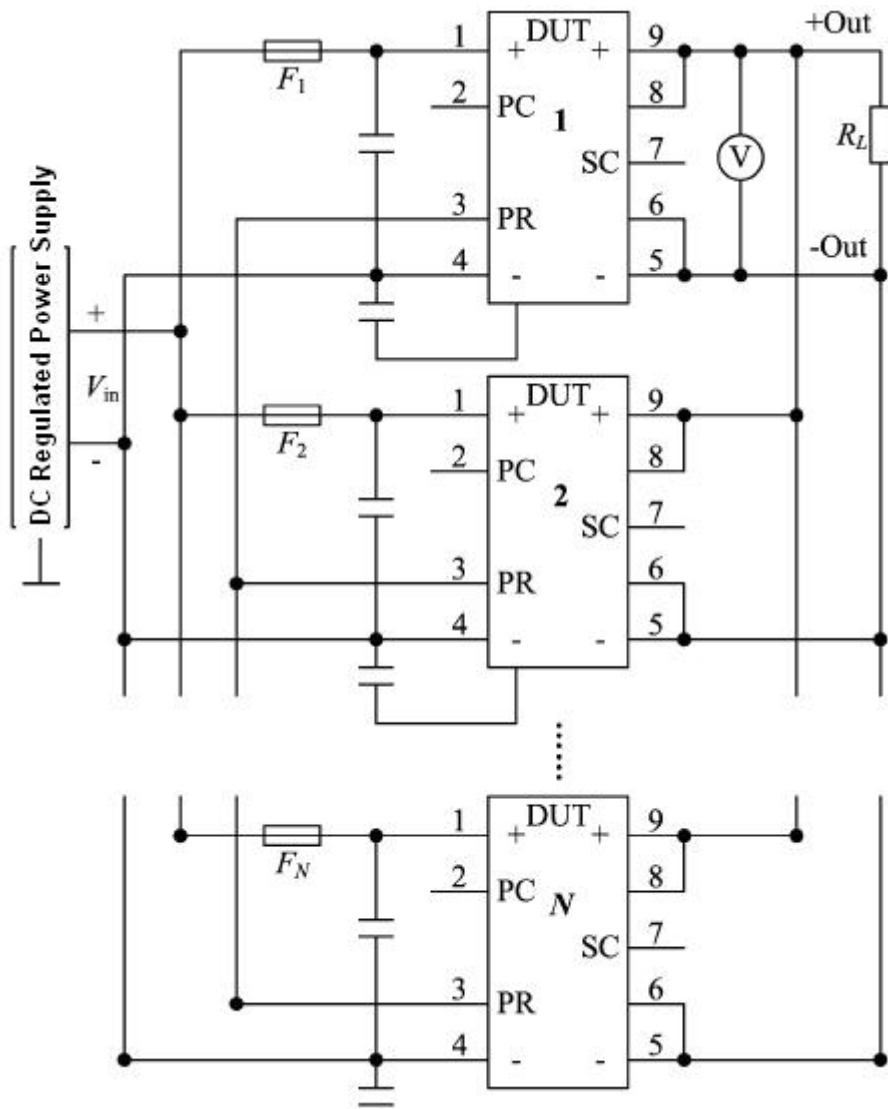 +Out
1 + DUT + 9
F1
2 PC 1 8
SC 7
V
RL
3 PR 6
-Out
4 - - 5
DC Regulated Power Supply
+
Vin
-
1 + DUT + 9
F2
2 PC 2 8
SC 7
3 PR 6
4 - - 5
1 + DUT + 9
FN
2 PC N 8
SC 7
3 PR 6
4 - - 5